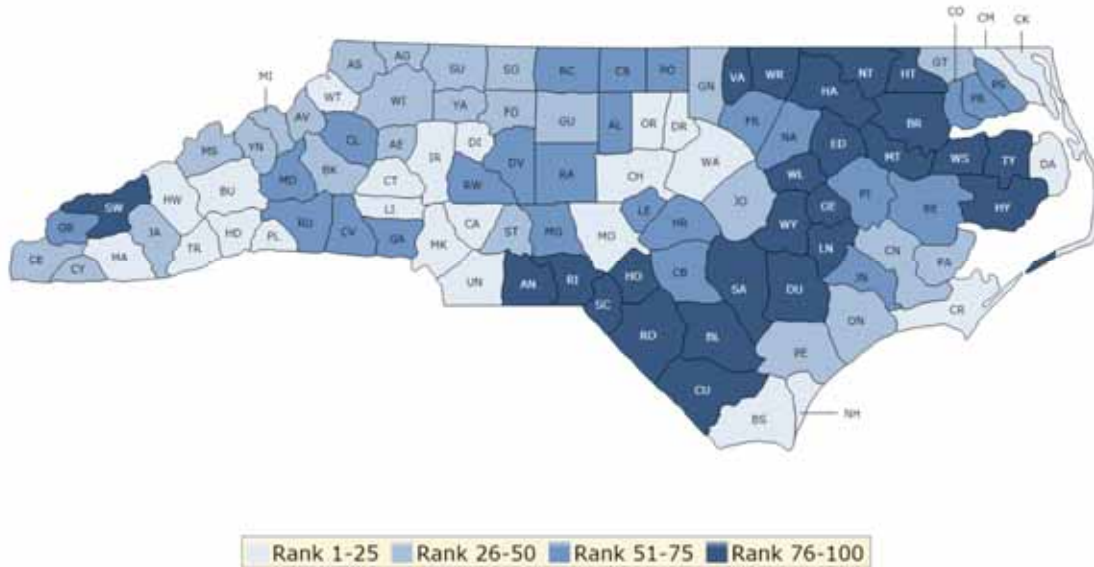 CO CM CK
MI
AS AG SU SO RC CS PO GN VA WR NT HT GT
WT WI YA FO GU AL OR DR HA PE PS
AV FR BR
MS YN CL AE IR DI DV NA ED MT WS TY DA
BK WA
SW HW BU MD CT RW RA CH WL HY
LI LE HR JO GE PT BE
GR JA RU CV GA CA ST MG MO WY
CE CY MA TR HD PL MK LN CN PA
UN AN RI HO CB SA DU JN
SC CR
RO BL ON
PE
CU
BS NH
Rank 1-25 Rank 26-50 Rank 51-75 Rank 76-100